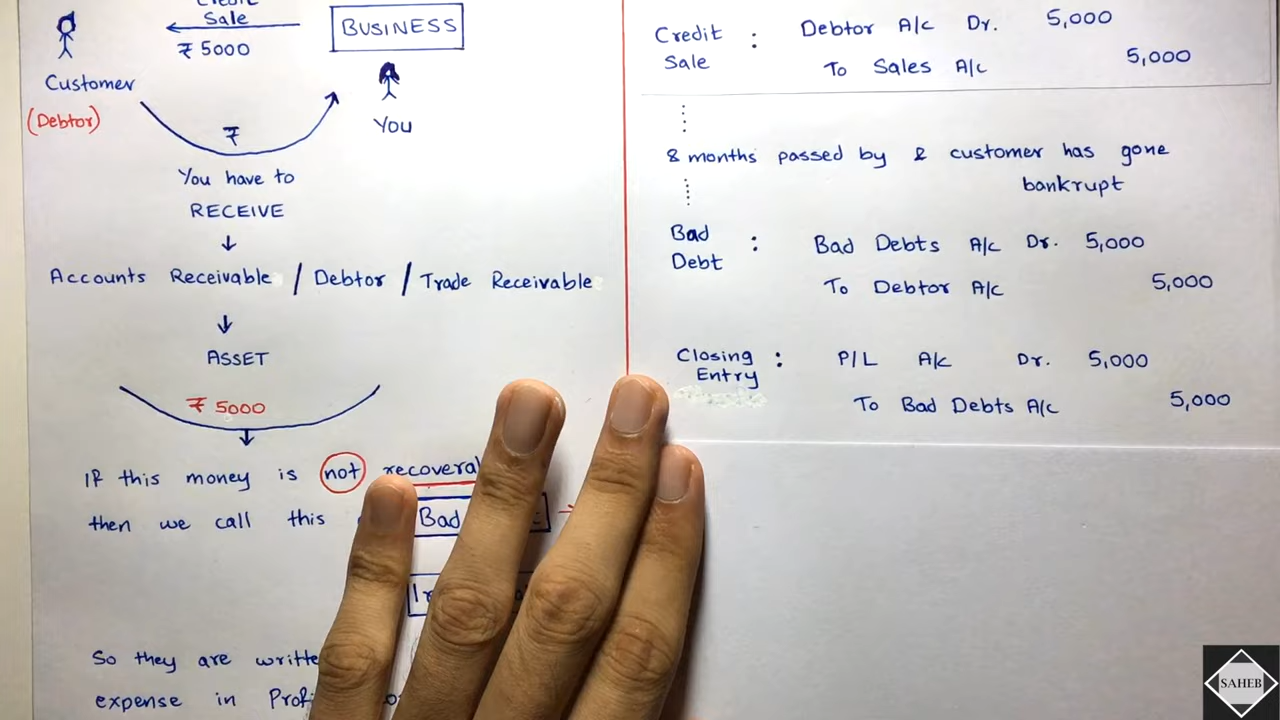 Sale
₹ 5000
BUSINESS
Customer
(Debtor)
₹
You
You have to
RECEIVE
Accounts Receivable / Debtor / Trade Receivable
ASSET
₹ 5000
If this money is not
then we call this Bad
So they are
expense in
Credit Sale : Debtor A/c Dr. 5,000
To Sales A/c 5,000
8 months passed by & customer has gone
bankrupt
Bad Debt : Bad Debts A/c Dr. 5,000
To Debtor A/c 5,000
Closing Entry : P/L A/c Dr. 5,000
To Bad Debts A/c 5,000
SAHEB